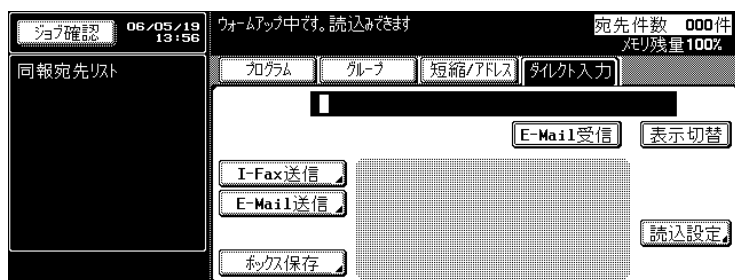 ジョブ確認
06/05/19
13:56
ウォームアップ中です。読込みできます
宛先件数 000件
メモリ残量100%
同報宛先リスト
プログラム
グループ
短縮/アドレス
ダイレクト入力
E-Mail受信
表示切替
I-Fax送信
E-Mail送信
読込設定
ボックス保存